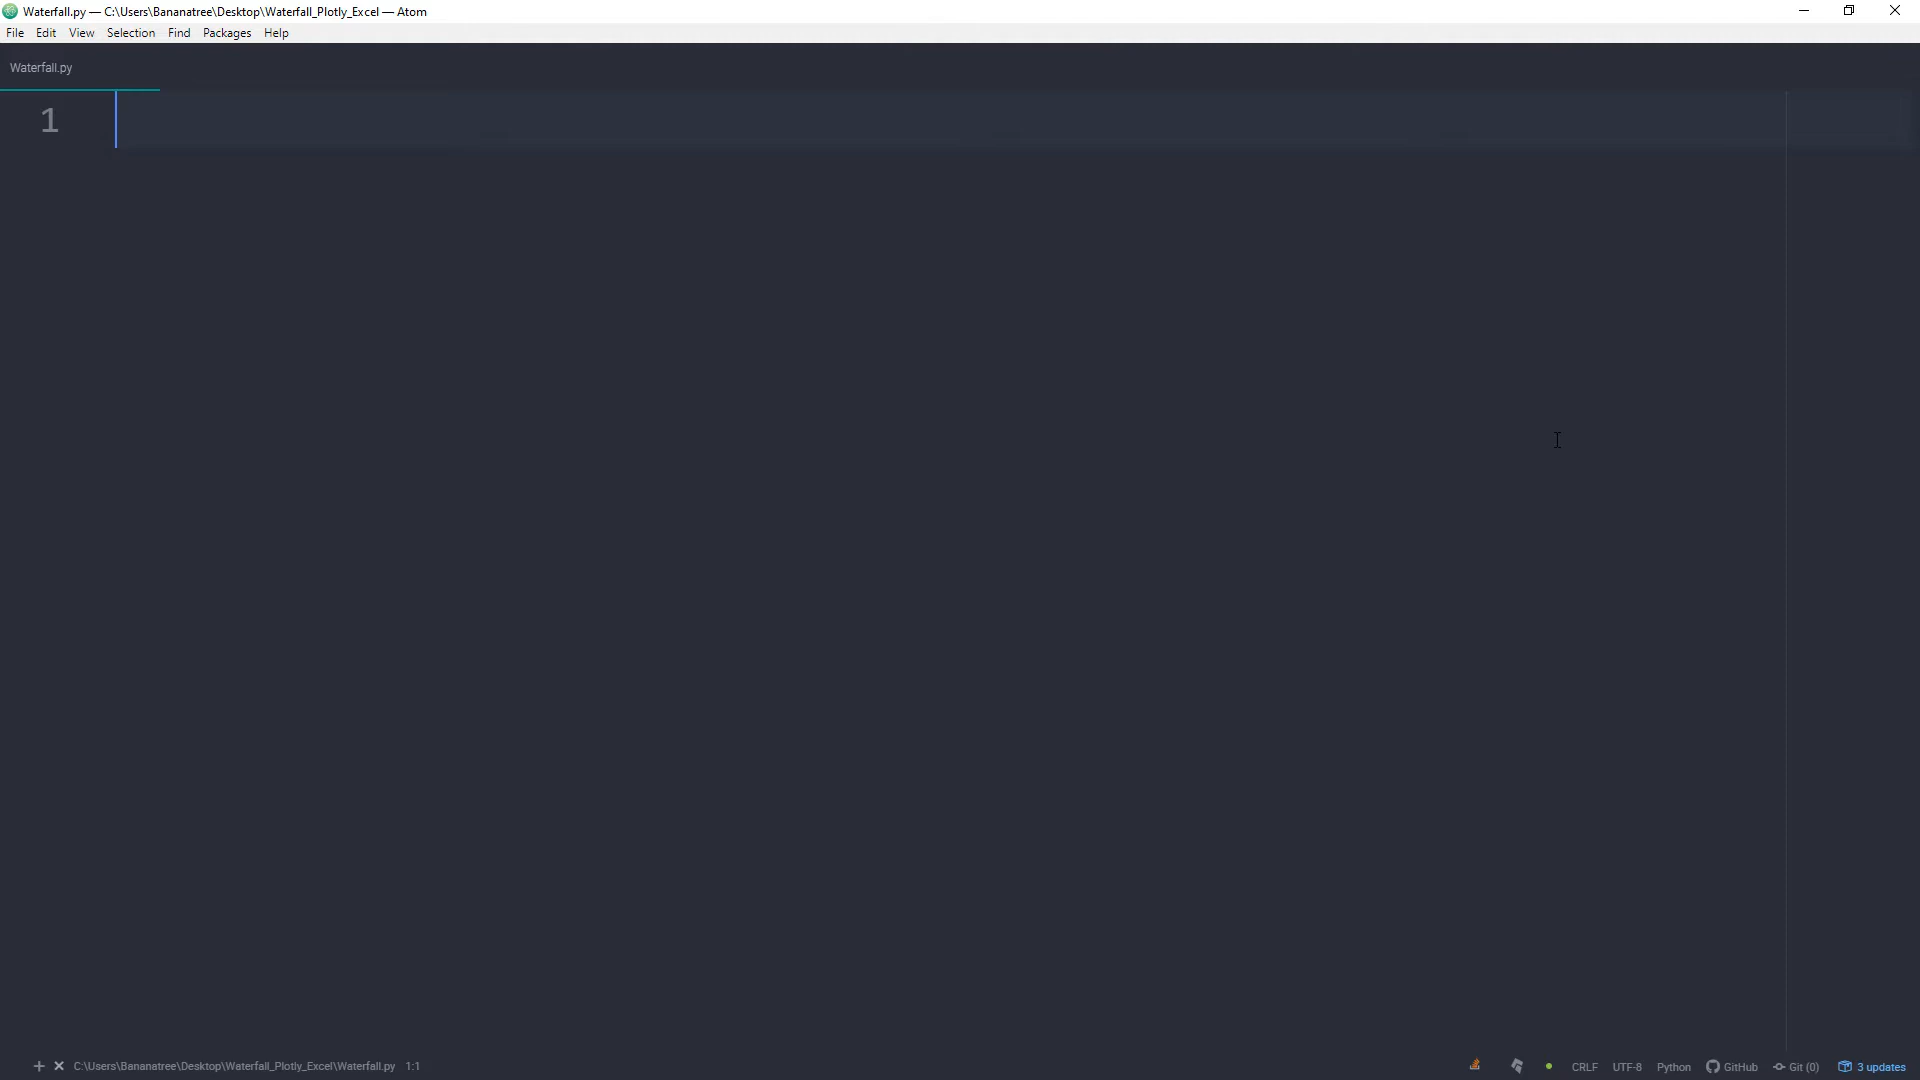 Waterfall.py — C:\Users\Bananatree\Desktop\Waterfall_Plotly_Excel — Atom
File Edit View Selection Find Packages Help
Waterfall.py
1
C:\Users\Bananatree\Desktop\Waterfall_Plotly_Excel\Waterfall.py 1:1 CRLF UTF-8 Python GitHub Git (0) 3 updates